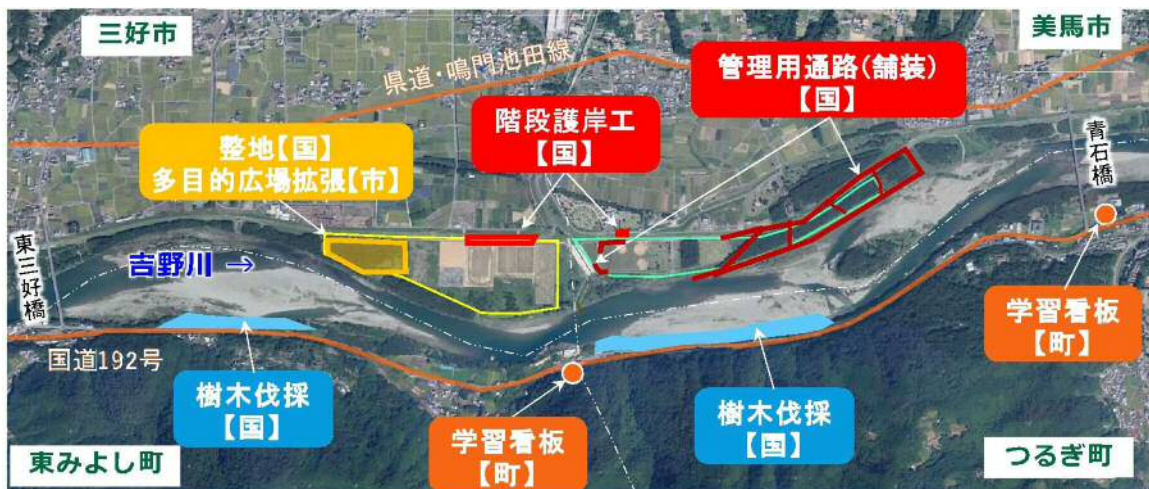 三好市
美馬市
県道・鳴門池田線
管理用通路(舗装)
【国】
階段護岸工
【国】
整地【国】
多目的広場拡張【市】
青石橋
東三好橋
吉野川 →
学習看板
【町】
国道192号
樹木伐採
【国】
樹木伐採
【国】
学習看板
【町】
東みよし町
つるぎ町